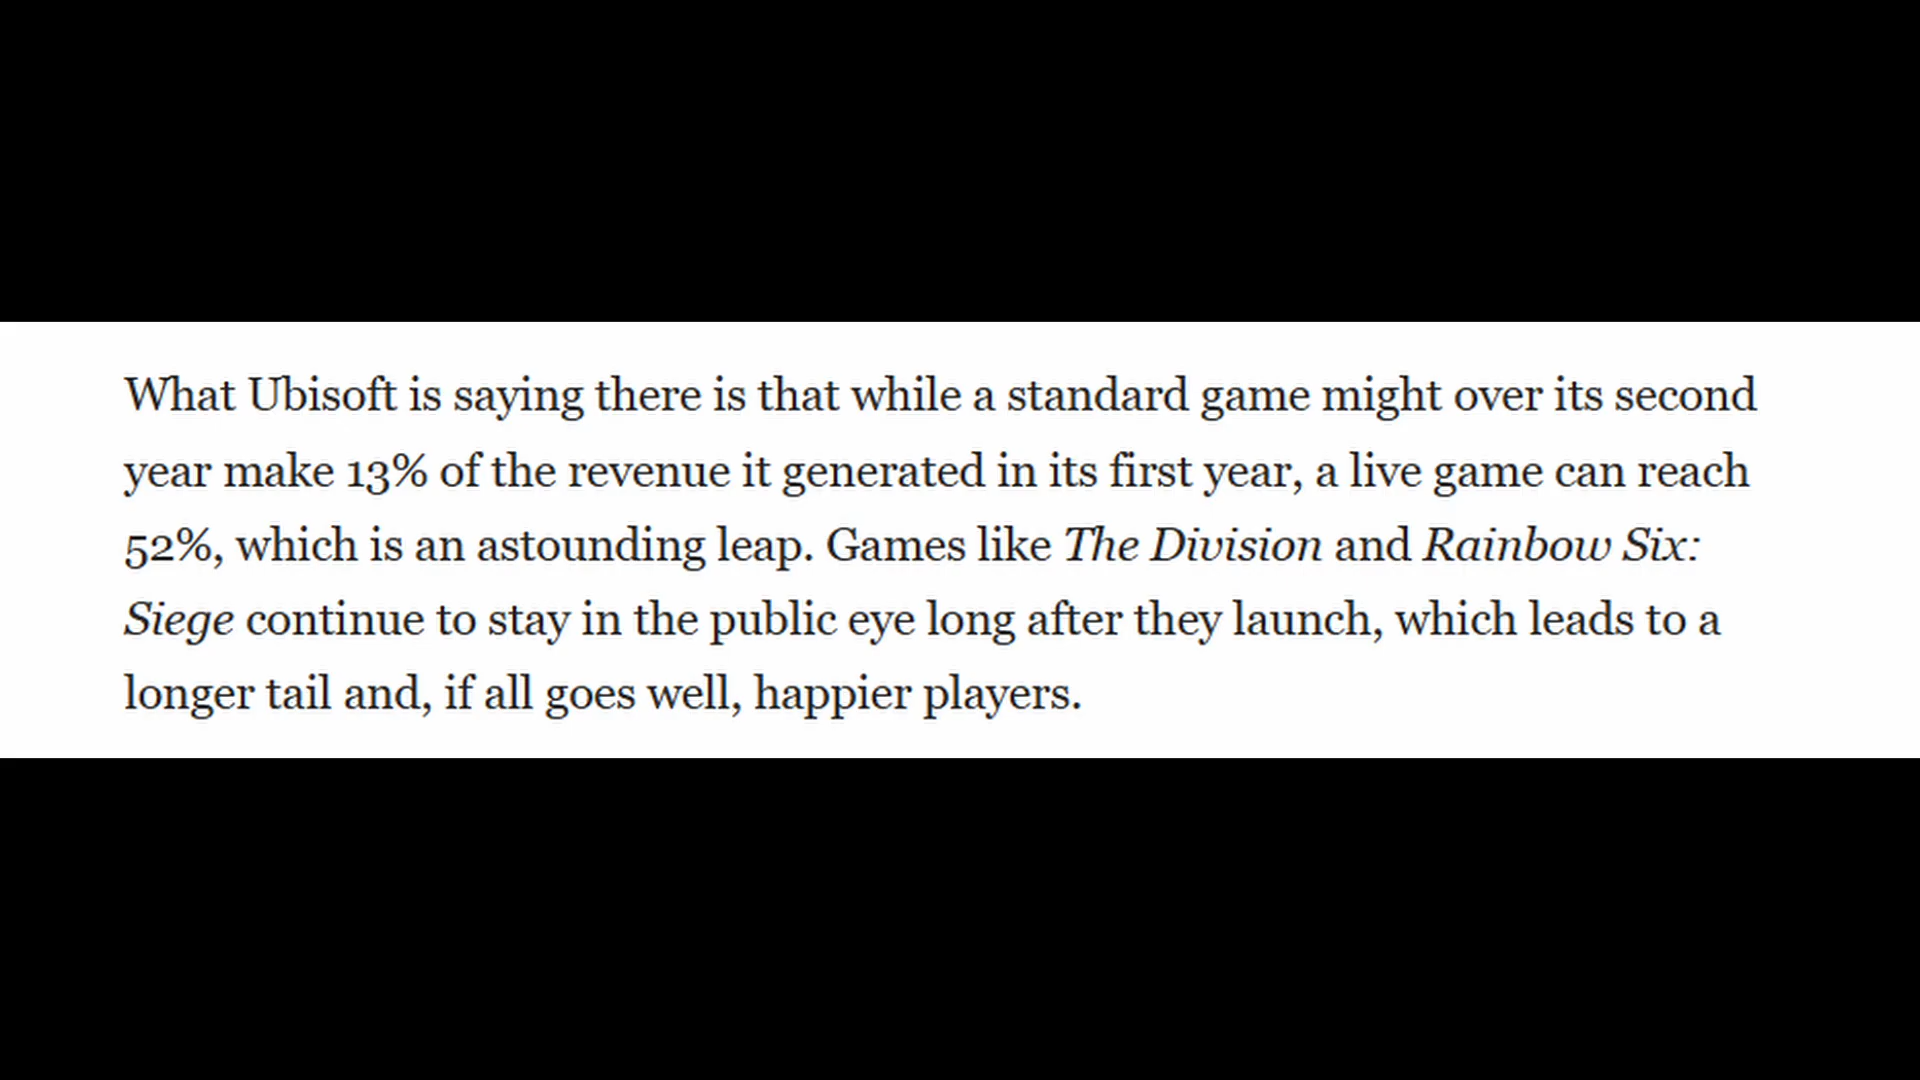 What Ubisoft is saying there is that while a standard game might over its second
year make 13% of the revenue it generated in its first year, a live game can reach
52%, which is an astounding leap. Games like The Division and Rainbow Six:
Siege continue to stay in the public eye long after they launch, which leads to a
longer tail and, if all goes well, happier players.